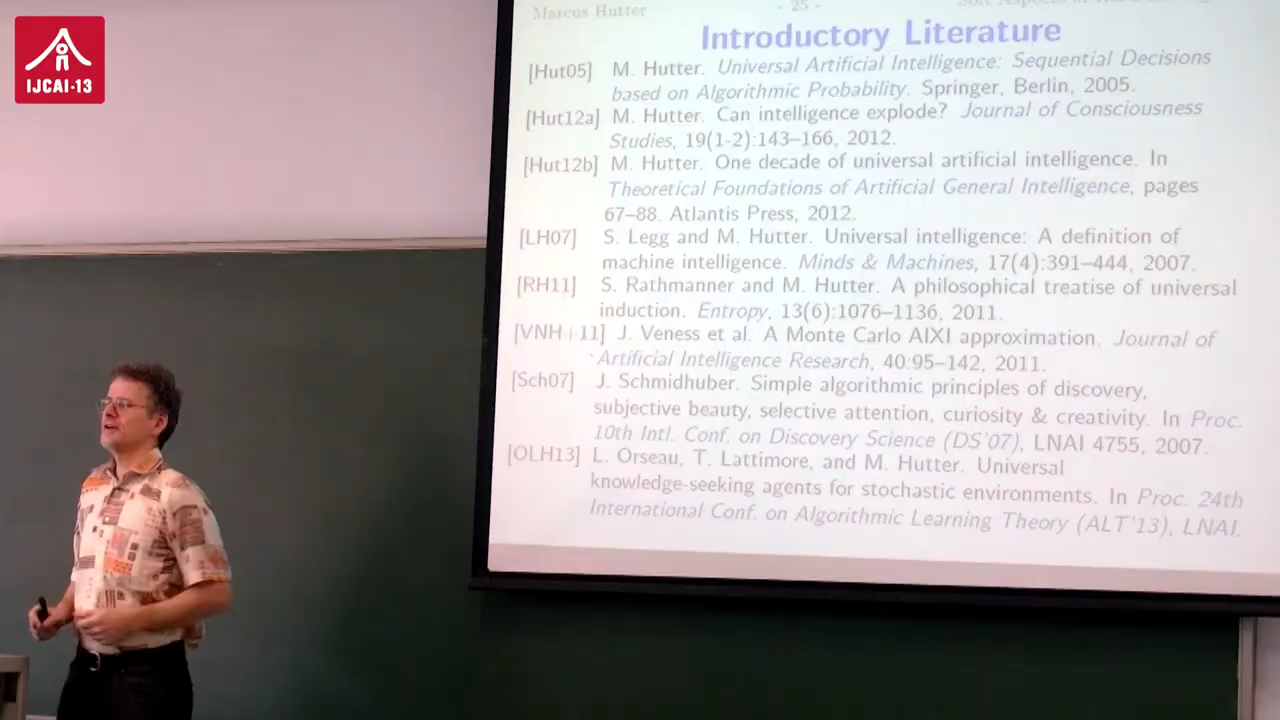 IJCAI-13
Marcus Hutter
- 25 -
Introductory Literature
[Hut05] M. Hutter. Universal Artificial Intelligence: Sequential Decisions
based on Algorithmic Probability. Springer, Berlin, 2005.
[Hut12a] M. Hutter. Can intelligence explode? Journal of Consciousness
Studies, 19(1-2):143–166, 2012.
[Hut12b] M. Hutter. One decade of universal artificial intelligence. In
Theoretical Foundations of Artificial General Intelligence, pages
67–88. Atlantis Press, 2012.
[LH07] S. Legg and M. Hutter. Universal intelligence: A definition of
machine intelligence. Minds & Machines, 17(4):391–444, 2007.
[RH11] S. Rathmanner and M. Hutter. A philosophical treatise of universal
induction. Entropy, 13(6):1076–1136, 2011.
[VNH+11] J. Veness et al. A Monte Carlo AIXI approximation. Journal of
Artificial Intelligence Research, 40:95–142, 2011.
[Sch07] J. Schmidhuber. Simple algorithmic principles of discovery,
subjective beauty, selective attention, curiosity & creativity. In Proc.
10th Intl. Conf. on Discovery Science (DS'07), LNAI 4755, 2007.
[OLH13] L. Orseau, T. Lattimore, and M. Hutter. Universal
knowledge-seeking agents for stochastic environments. In Proc. 24th
International Conf. on Algorithmic Learning Theory (ALT'13), LNAI.